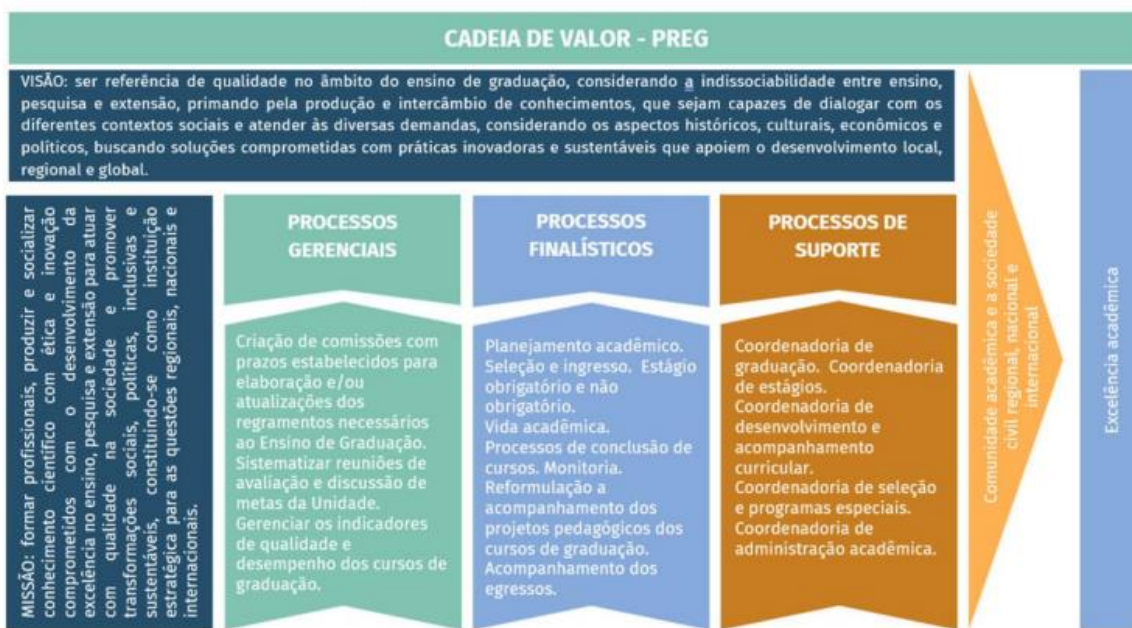 CADEIA DE VALOR - PREG
VISÃO: ser referência de qualidade no âmbito do ensino de graduação, considerando a indissociabilidade entre ensino,
pesquisa e extensão, primando pela produção e intercâmbio de conhecimentos, que sejam capazes de dialogar com os
diferentes contextos sociais e atender às diversas demandas, considerando os aspectos históricos, culturais, econômicos e
políticos, buscando soluções comprometidas com práticas inovadoras e sustentáveis que apoiem o desenvolvimento local,
regional e global.
MISSÃO: formar profissionais, produzir e socializar
conhecimento científico com ética e inovação
comprometidos com o desenvolvimento da
excelência no ensino, pesquisa e extensão para atuar
com qualidade na sociedade e promover
transformações sociais, políticas, inclusivas e
sustentáveis, constituindo-se como instituição
estratégica para as questões regionais, nacionais e
internacionais.
PROCESSOS
GERENCIAIS
Criação de comissões com
prazos estabelecidos para
elaboração e/ou
atualizações dos
regramentos necessários
ao Ensino de Graduação.
Sistematizar reuniões de
avaliação e discussão de
metas da Unidade.
Gerenciar os indicadores
de qualidade e
desempenho dos cursos de
graduação.
PROCESSOS
FINALÍSTICOS
Planejamento acadêmico.
Seleção e ingresso. Estágio
obrigatório e não
obrigatório.
Vida acadêmica.
Processos de conclusão de
cursos. Monitoria.
Reformulação a
acompanhamento dos
projetos pedagógicos dos
cursos de graduação.
Acompanhamento dos
egressos.
PROCESSOS DE
SUPORTE
Coordenadoria de
graduação. Coordenadoria
de estágios.
Coordenadoria de
desenvolvimento e
acompanhamento
curricular.
Coordenadoria de seleção
e programas especiais.
Coordenadoria de
administração acadêmica.
Comunidade acadêmica e a sociedade
civil regional, nacional e
internacional
Excelência acadêmica